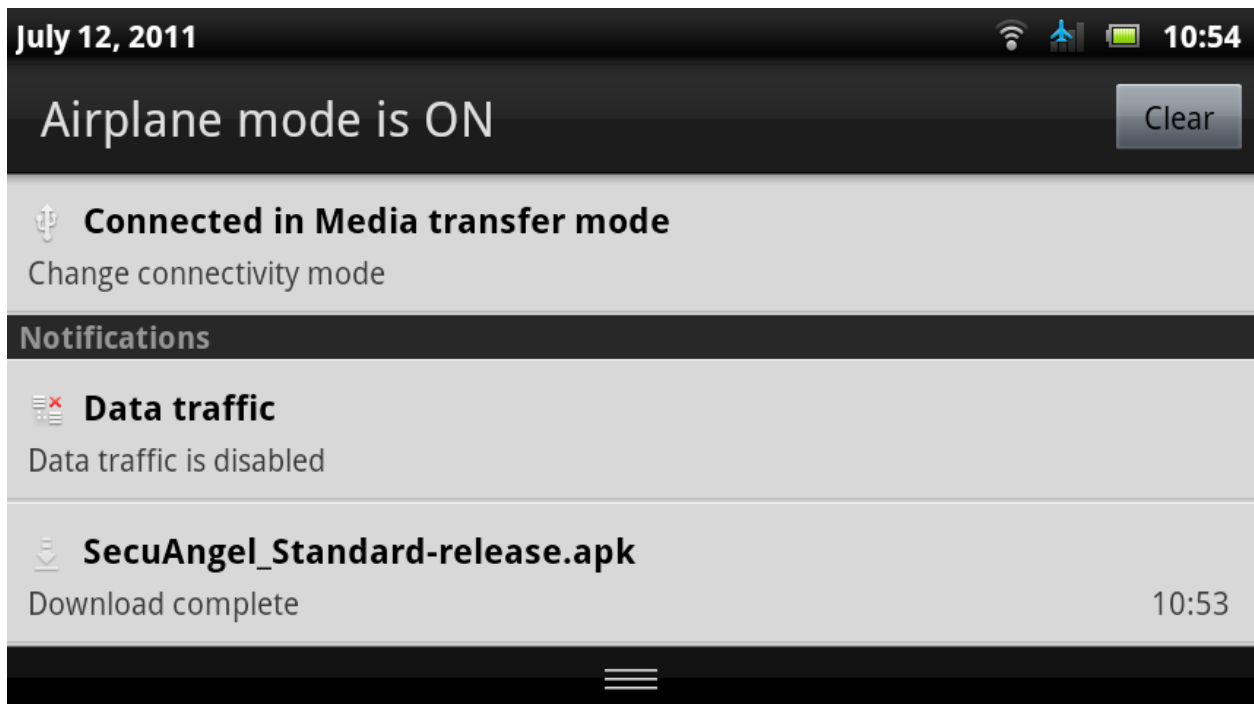 July 12, 2011 10:54
Airplane mode is ON Clear
Connected in Media transfer mode
Change connectivity mode
Notifications
Data traffic
Data traffic is disabled
SecuAngel_Standard-release.apk
Download complete 10:53